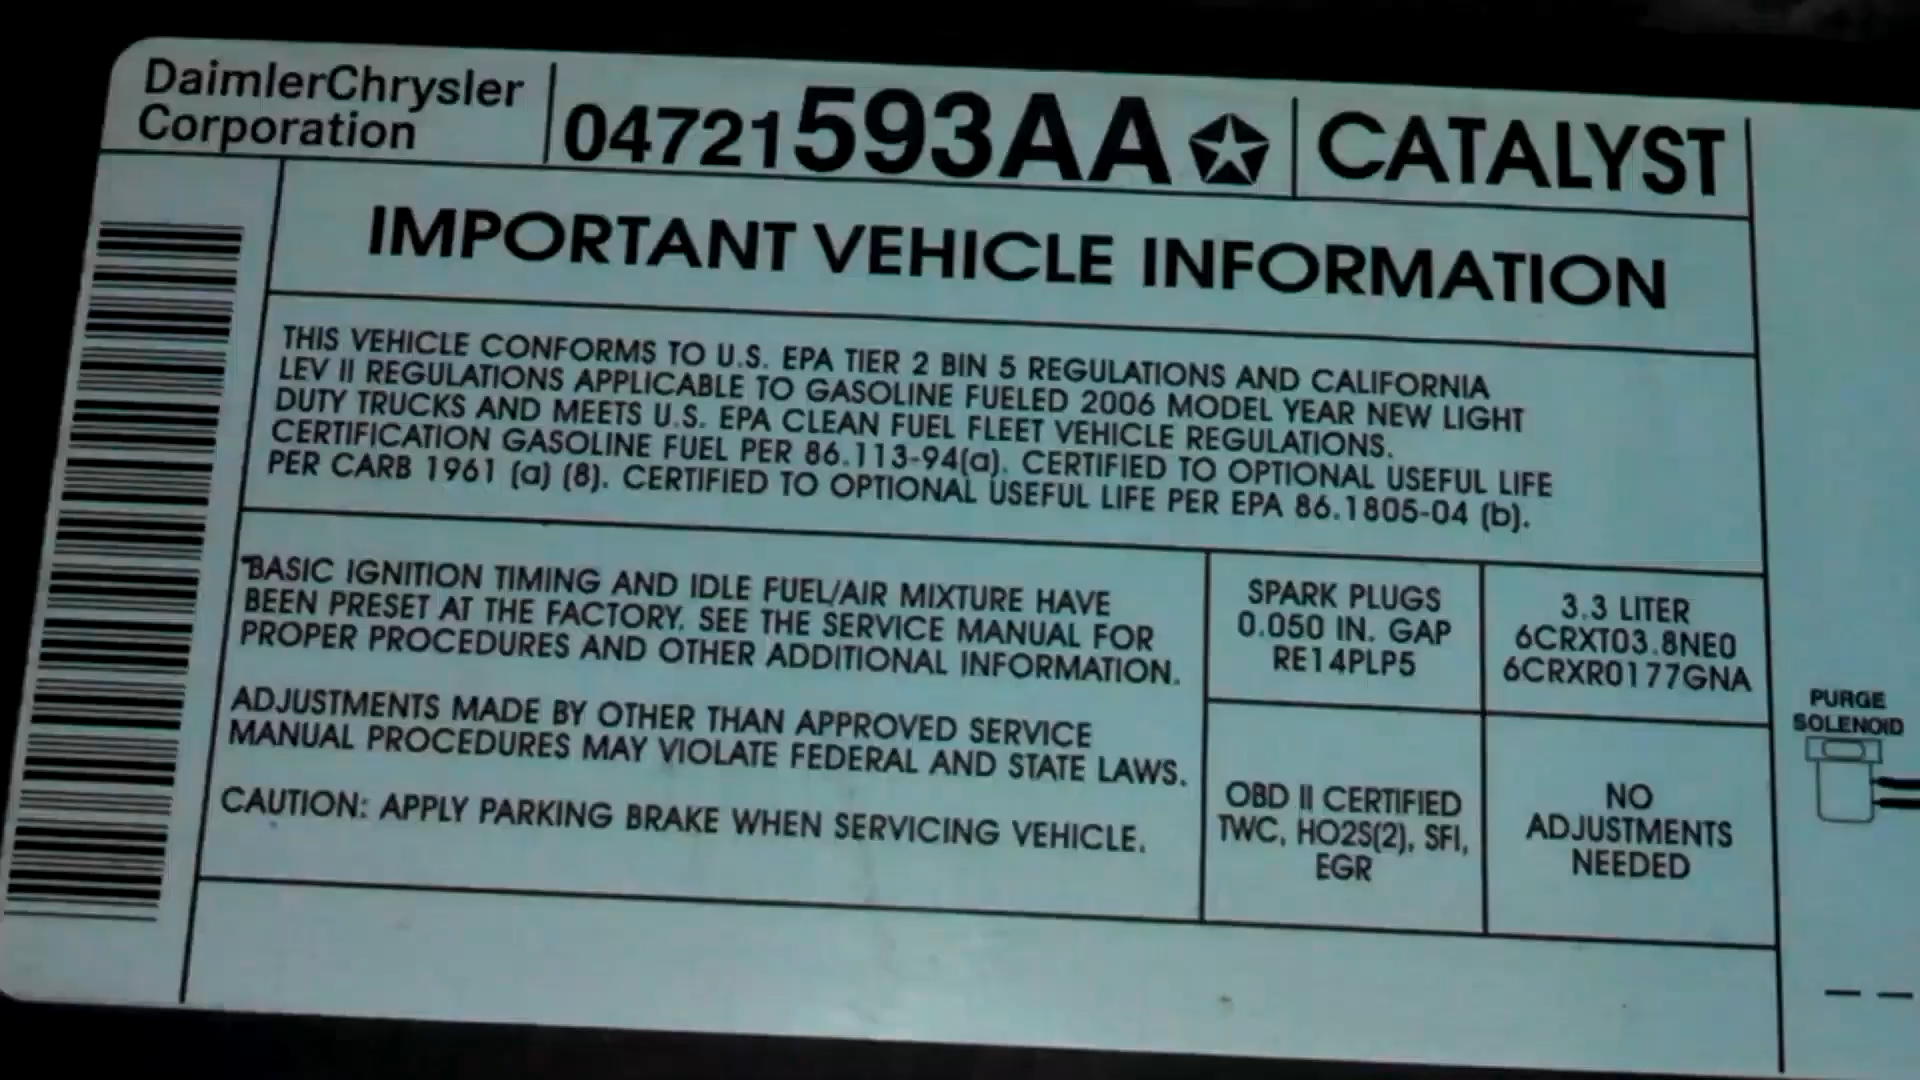 DaimlerChrysler
Corporation
04721593AA
CATALYST
IMPORTANT VEHICLE INFORMATION
THIS VEHICLE CONFORMS TO U.S. EPA TIER 2 BIN 5 REGULATIONS AND CALIFORNIA
LEV II REGULATIONS APPLICABLE TO GASOLINE FUELED 2006 MODEL YEAR NEW LIGHT
DUTY TRUCKS AND MEETS U.S. EPA CLEAN FUEL FLEET VEHICLE REGULATIONS.
CERTIFICATION GASOLINE FUEL PER 86.113-94(a). CERTIFIED TO OPTIONAL USEFUL LIFE
PER CARB 1961 (a) (8). CERTIFIED TO OPTIONAL USEFUL LIFE PER EPA 86.1805-04 (b).
BASIC IGNITION TIMING AND IDLE FUEL/AIR MIXTURE HAVE
BEEN PRESET AT THE FACTORY. SEE THE SERVICE MANUAL FOR
PROPER PROCEDURES AND OTHER ADDITIONAL INFORMATION.
ADJUSTMENTS MADE BY OTHER THAN APPROVED SERVICE
MANUAL PROCEDURES MAY VIOLATE FEDERAL AND STATE LAWS.
CAUTION: APPLY PARKING BRAKE WHEN SERVICING VEHICLE.
SPARK PLUGS
0.050 IN. GAP
RE14PLP5
3.3 LITER
6CRXT03.8NE0
6CRXR0177GNA
OBD II CERTIFIED
TWC, HO2S(2), SFI,
EGR
NO
ADJUSTMENTS
NEEDED
PURGE
SOLENOID